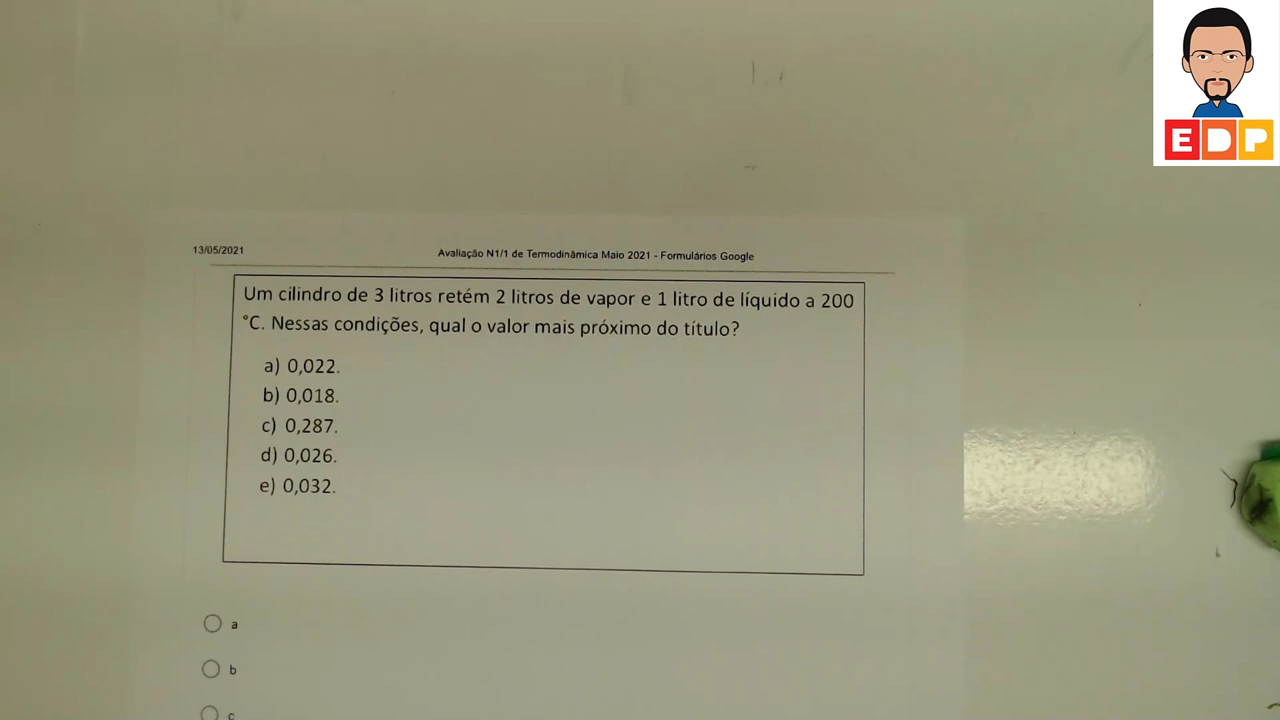 EDP
13/05/2021
Avaliação N1/1 de Termodinâmica Maio 2021 - Formulários Google
Um cilindro de 3 litros retém 2 litros de vapor e 1 litro de líquido a 200
°C. Nessas condições, qual o valor mais próximo do título?
a) 0,022.
b) 0,018.
c) 0,287.
d) 0,026.
e) 0,032.
a
b
c